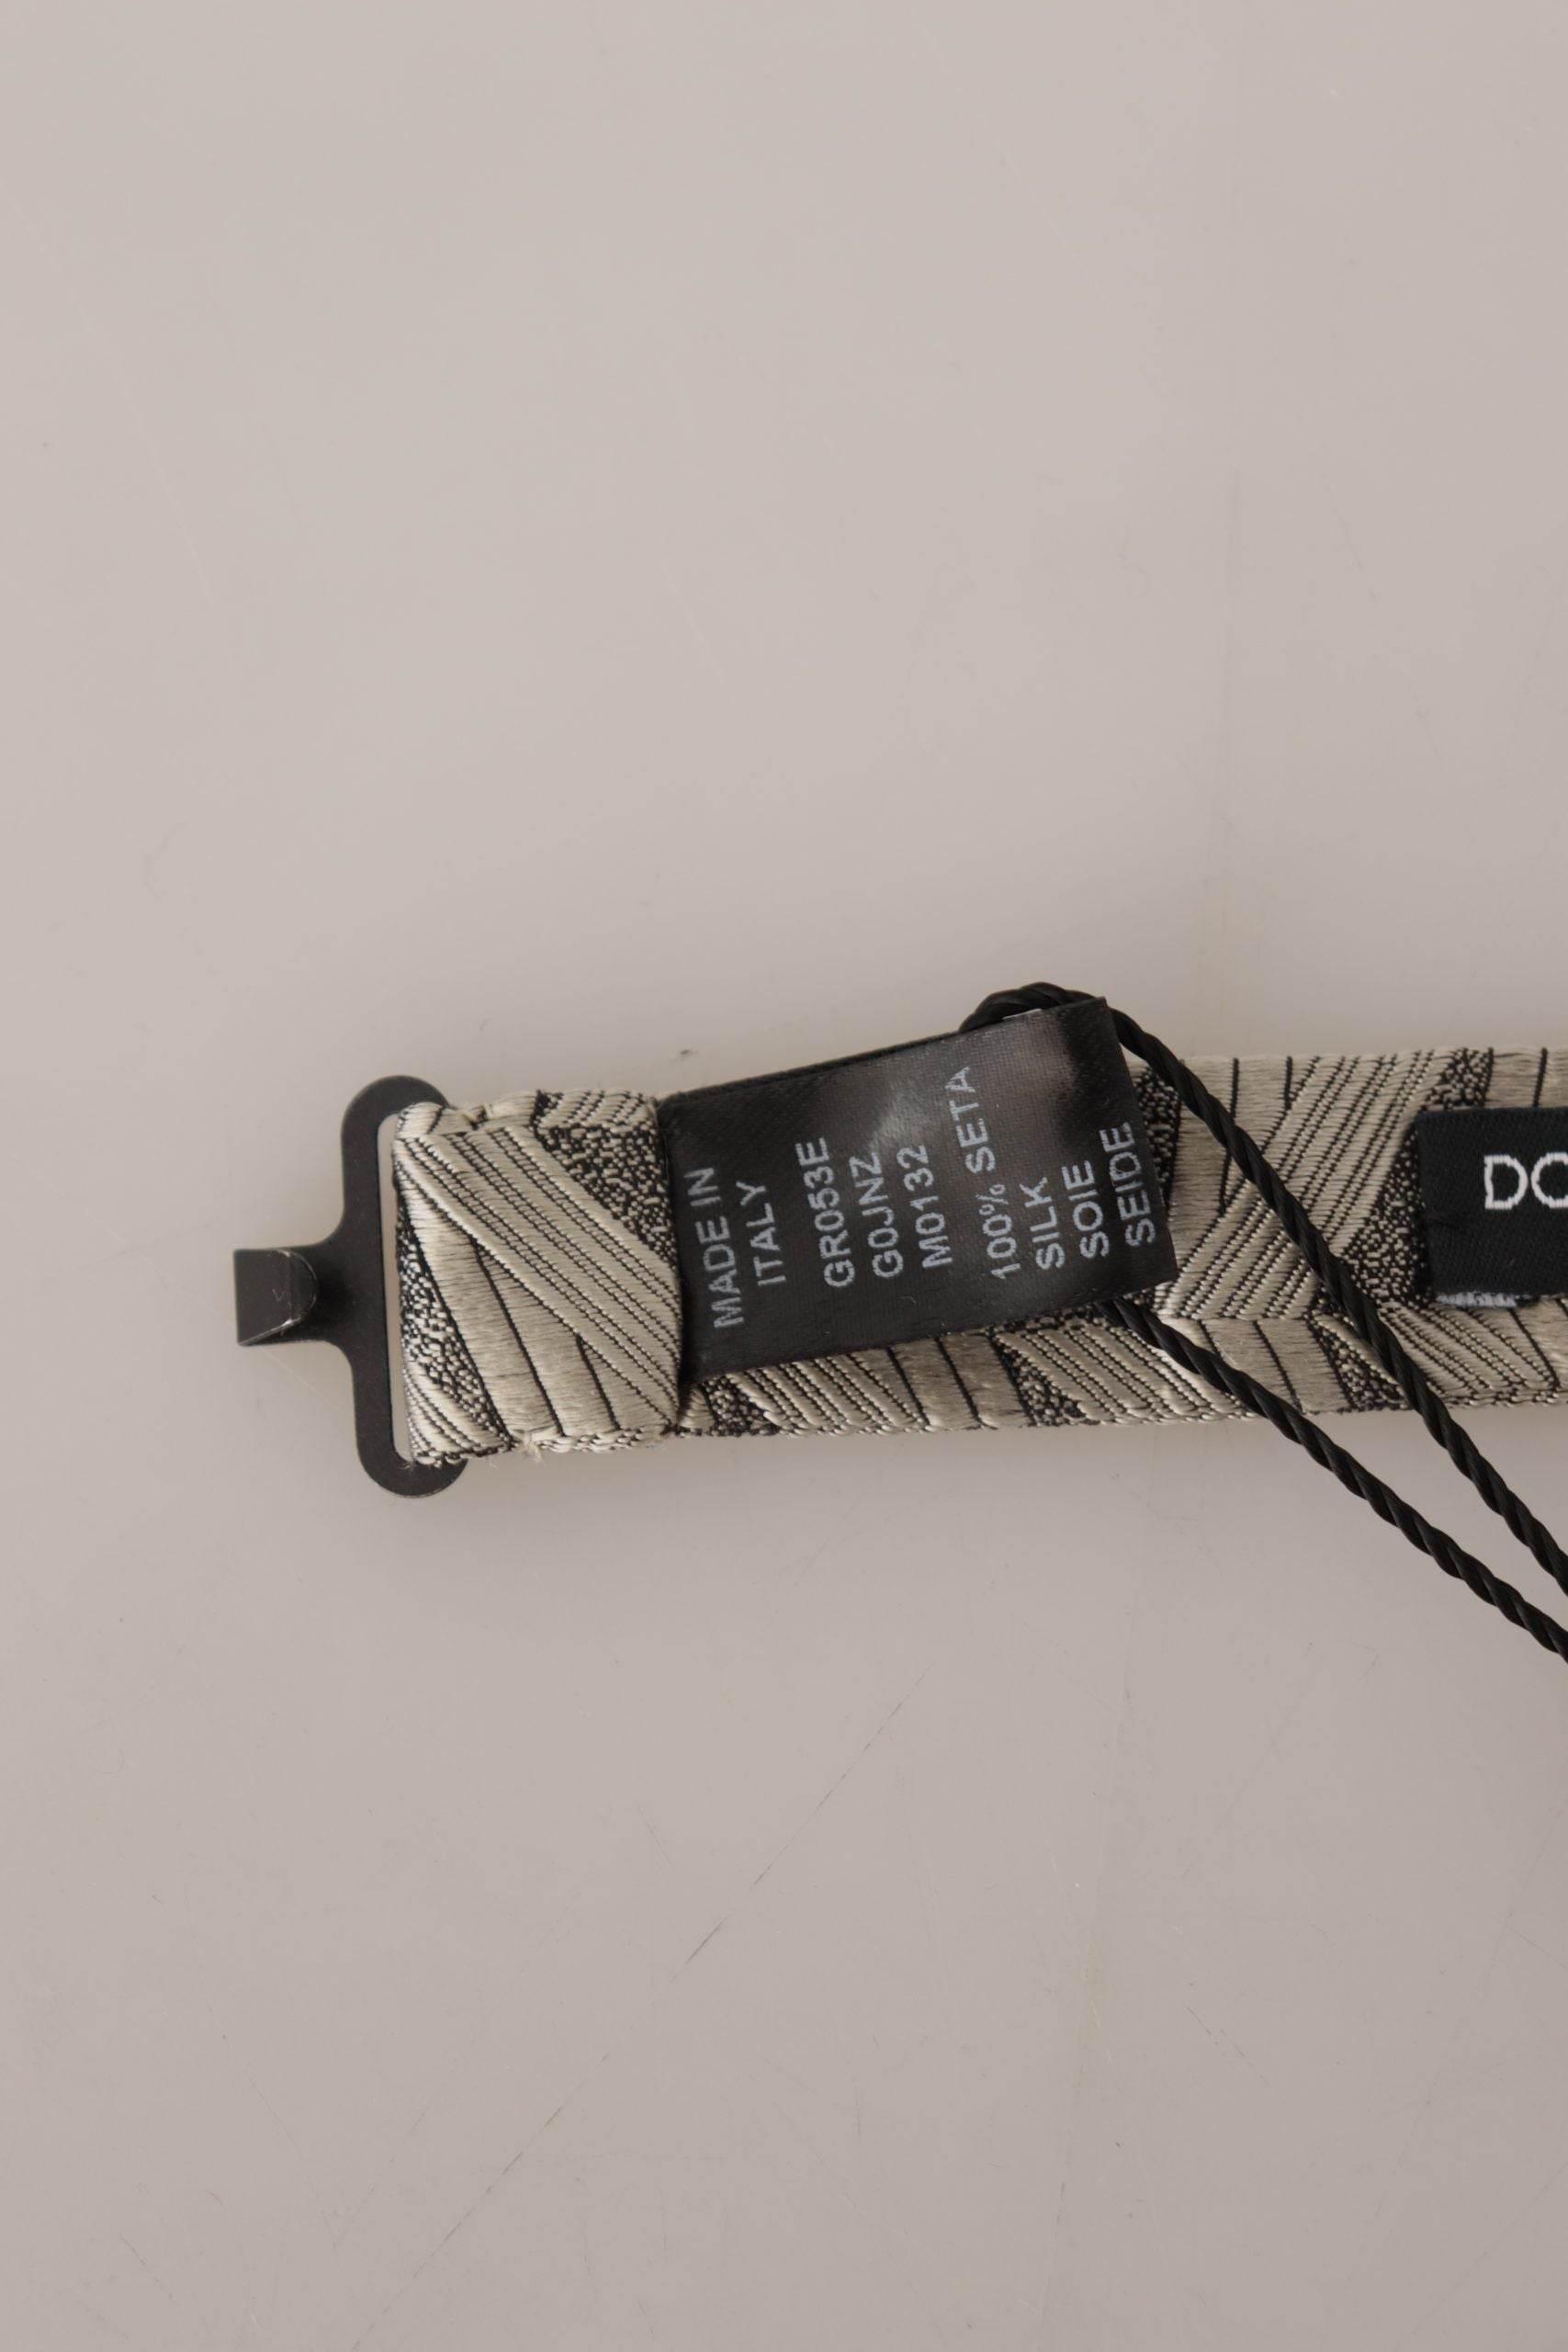 MADE IN
ITALY
GR053E
G0JNZ
M0132
100% SETA
SILK
SOIE
SEIDE
DO